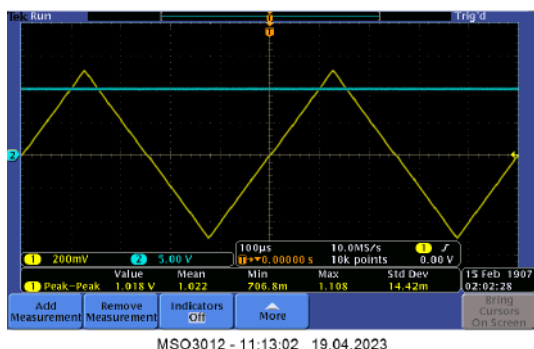 Tek Run Trig'd
T
T
2
1 200mV 2 5.00 V 100µs 10.0MS/s 1
T→▼0.00000 s 10k points 0.00 V
Value Mean Min Max Std Dev 15 Feb 1907
1 Peak-Peak 1.018 V 1.022 706.8m 1.108 14.42m 02:02:28
Add Measurement
Remove Measurement
Indicators Off
More
Bring Cursors On Screen
MSO3012 - 11:13:02 19.04.2023